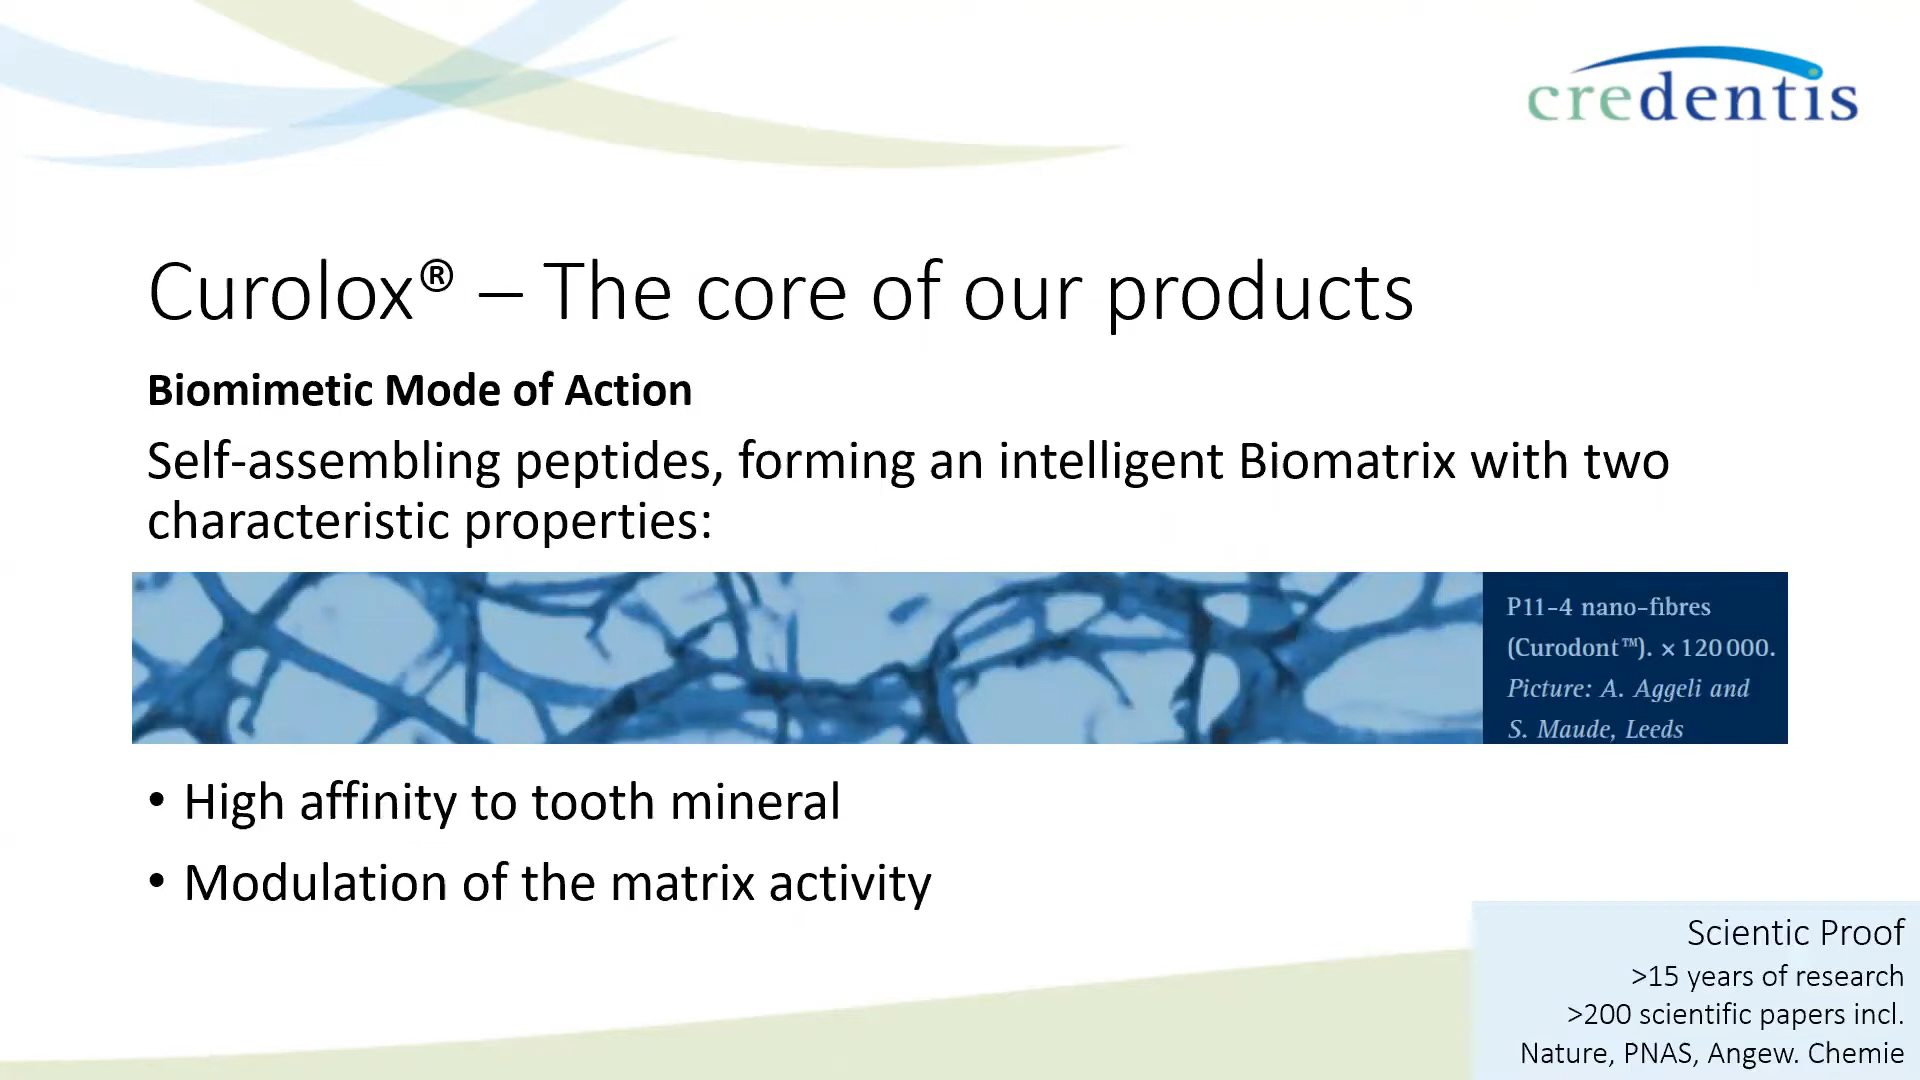 credentis
Curolox® – The core of our products
Biomimetic Mode of Action
Self-assembling peptides, forming an intelligent Biomatrix with two
characteristic properties:
P11-4 nano-fibres
(Curodont™). × 120 000.
Picture: A. Aggeli and
S. Maude, Leeds
• High affinity to tooth mineral
• Modulation of the matrix activity
Scientic Proof
>15 years of research
>200 scientific papers incl.
Nature, PNAS, Angew. Chemie